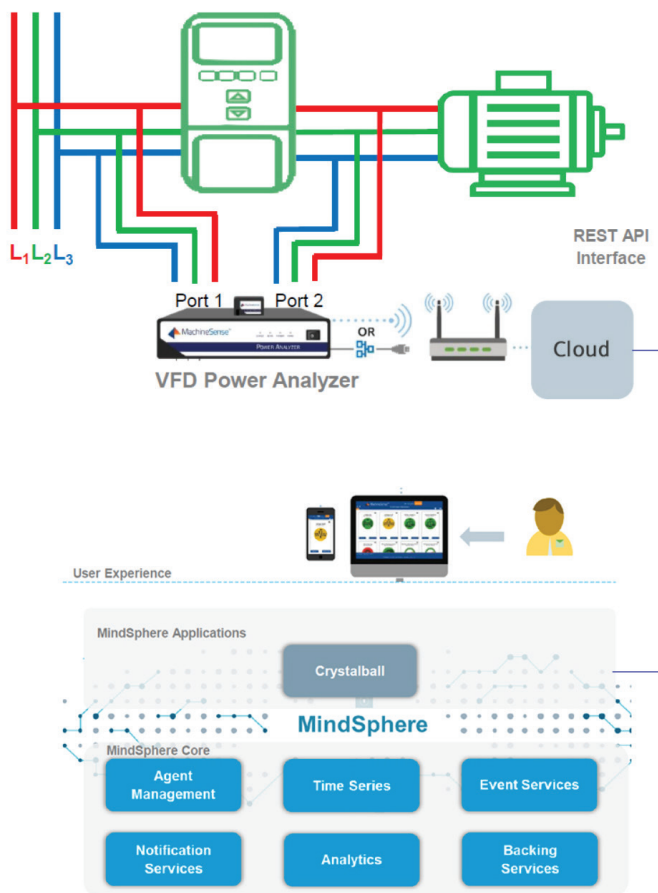 L1 L2 L3
REST API
Interface
Port 1
Port 2
MachineSense
POWER ANALYZER
OR
Cloud
VFD Power Analyzer
User Experience
MindSphere Applications
Crystalball
MindSphere
MindSphere Core
Agent
Management
Time Series
Event Services
Notification
Services
Analytics
Backing
Services